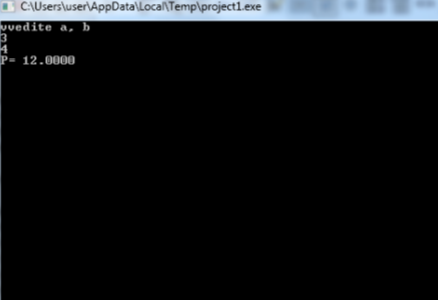 C:\Users\user\AppData\Local\Temp\project1.exe
vvedite a, b
3
4
P= 12.0000